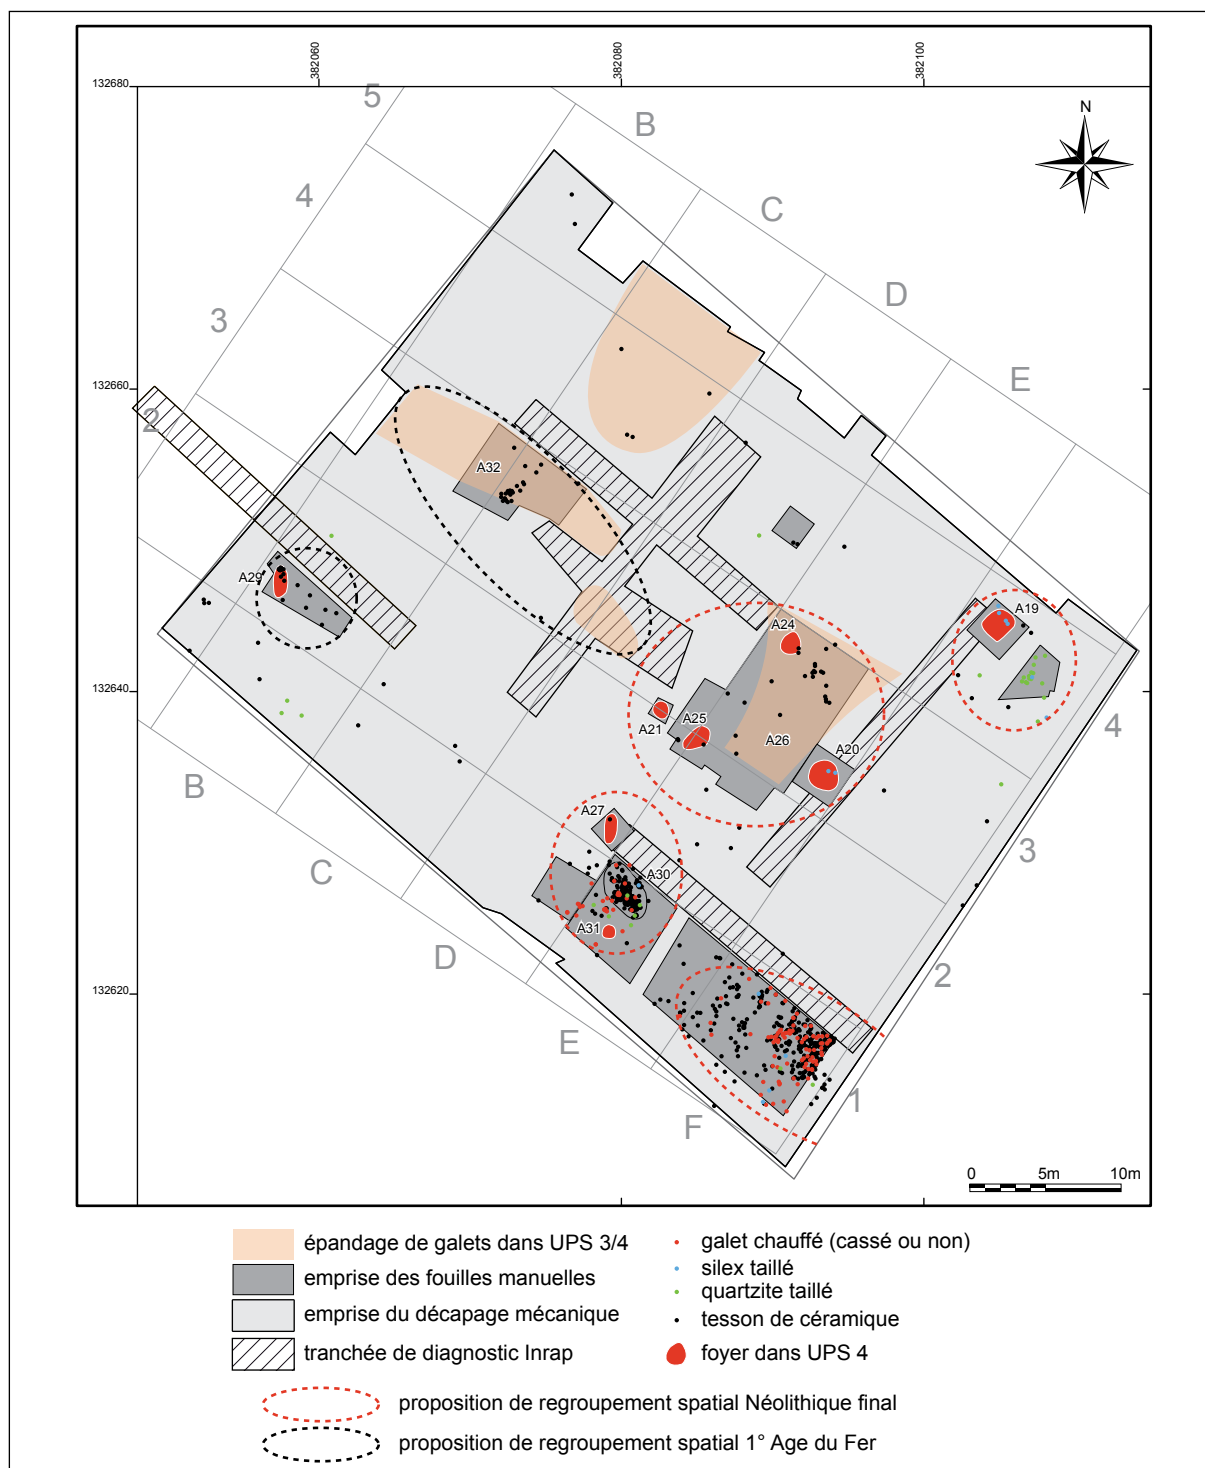 382060
382080
382100
132680
132660
132640
132620
N
5
4
3
2
B
C
D
E
4
3
2
1
B
C
D
E
F
A32
A29
A24
A19
A21
A25
A26
A20
A27
A30
A31
0 5m 10m
épandage de galets dans UPS 3/4
emprise des fouilles manuelles
emprise du décapage mécanique
tranchée de diagnostic Inrap
galet chauffé (cassé ou non)
silex taillé
quartzite taillé
tesson de céramique
foyer dans UPS 4
proposition de regroupement spatial Néolithique final
proposition de regroupement spatial 1° Age du Fer